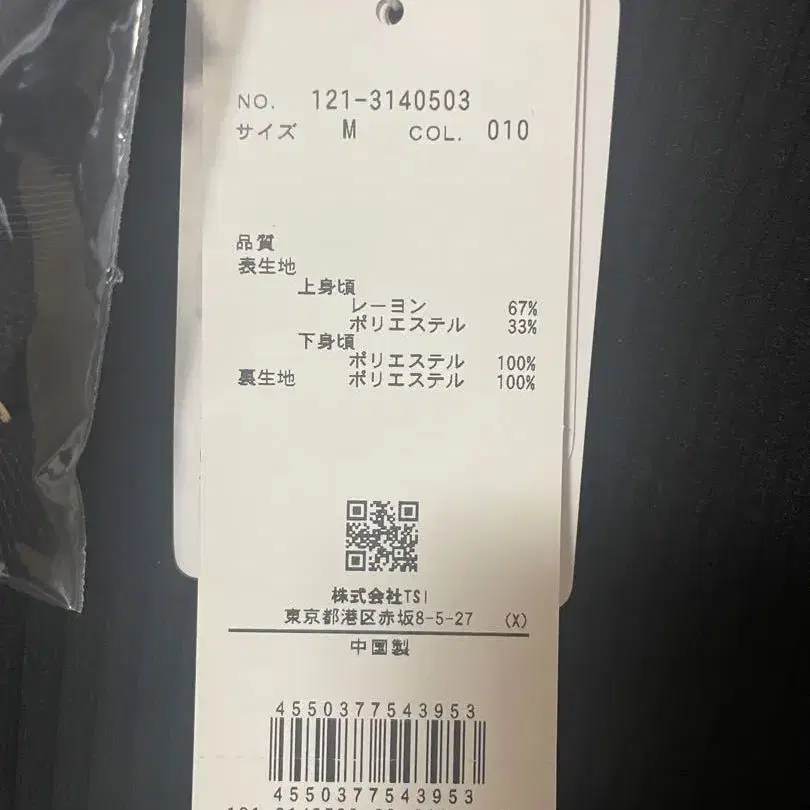 NO. 121-3140503
サイズ M COL. 010
品質
表生地
上身頃
レーヨン 67%
ポリエステル 33%
下身頃
ポリエステル 100%
裏生地 ポリエステル 100%
株式会社TSI
東京都港区赤坂8-5-27 (X)
中国製
4550377543953
4550377543953